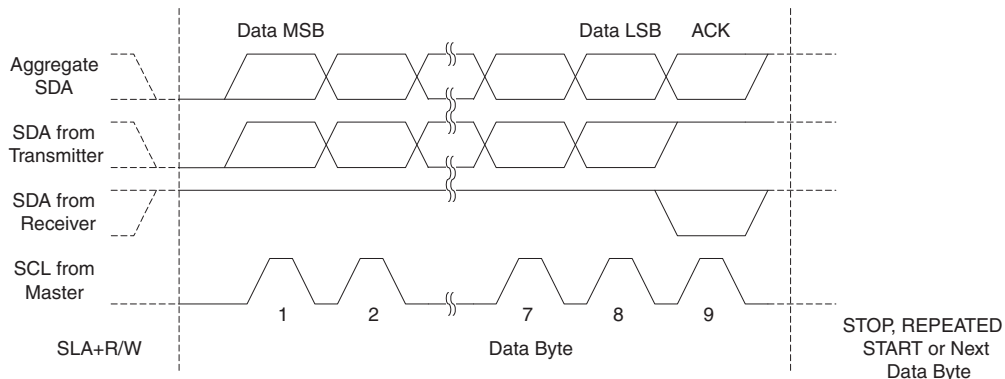 Data MSB
Data LSB
ACK
Aggregate
SDA
SDA from
Transmitter
SDA from
Receiver
SCL from
Master
1
2
7
8
9
SLA+R/W
Data Byte
STOP, REPEATED
START or Next
Data Byte